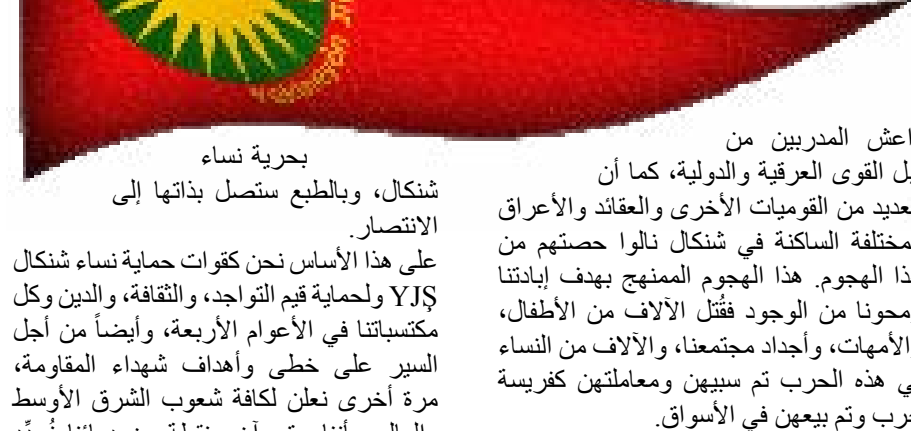 اعش المدربين من
بل القوى العرقية والدولية، كما أن
عديد من القوميات الأخرى والعقائد والأعراق
مختلفة الساكنة في شنكال نالوا حصتهم من
ذا الهجوم. هذا الهجوم الممنهج بهدف إبادتنا
محونا من الوجود فقُتل الآلاف من الأطفال،
الأمهات، وأجداد مجتمعنا، والآلاف من النساء
ي هذه الحرب تم سبيهن ومعاملتهن كفريسة
رب وتم بيعهن في الأسواق.
بحرية نساء
شنكال، وبالطبع ستصل بذاتها إلى
الانتصار.
على هذا الأساس نحن كقوات حماية نساء شنكال
YJŞ ولحماية قيم التواجد، والثقافة، والدين وكل
مكتسباتنا في الأعوام الأربعة، وأيضاً من أجل
السير على خطى وأهداف شهداء المقاومة،
مرة أخرى نعلن لكافة شعوب الشرق الأوسط